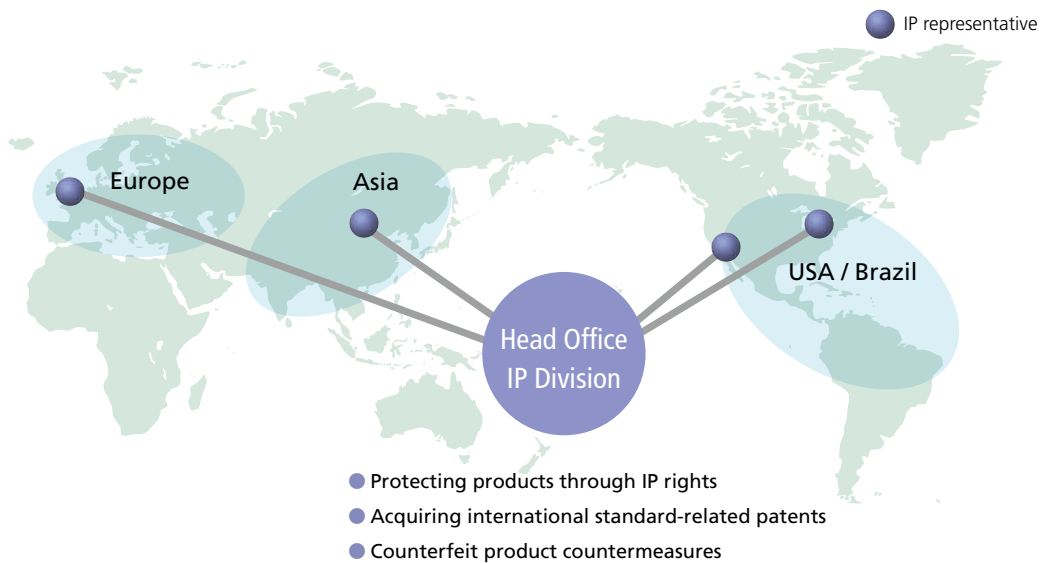 IP representative
Europe
Asia
USA / Brazil
Head Office
IP Division
Protecting products through IP rights
Acquiring international standard-related patents
Counterfeit product countermeasures